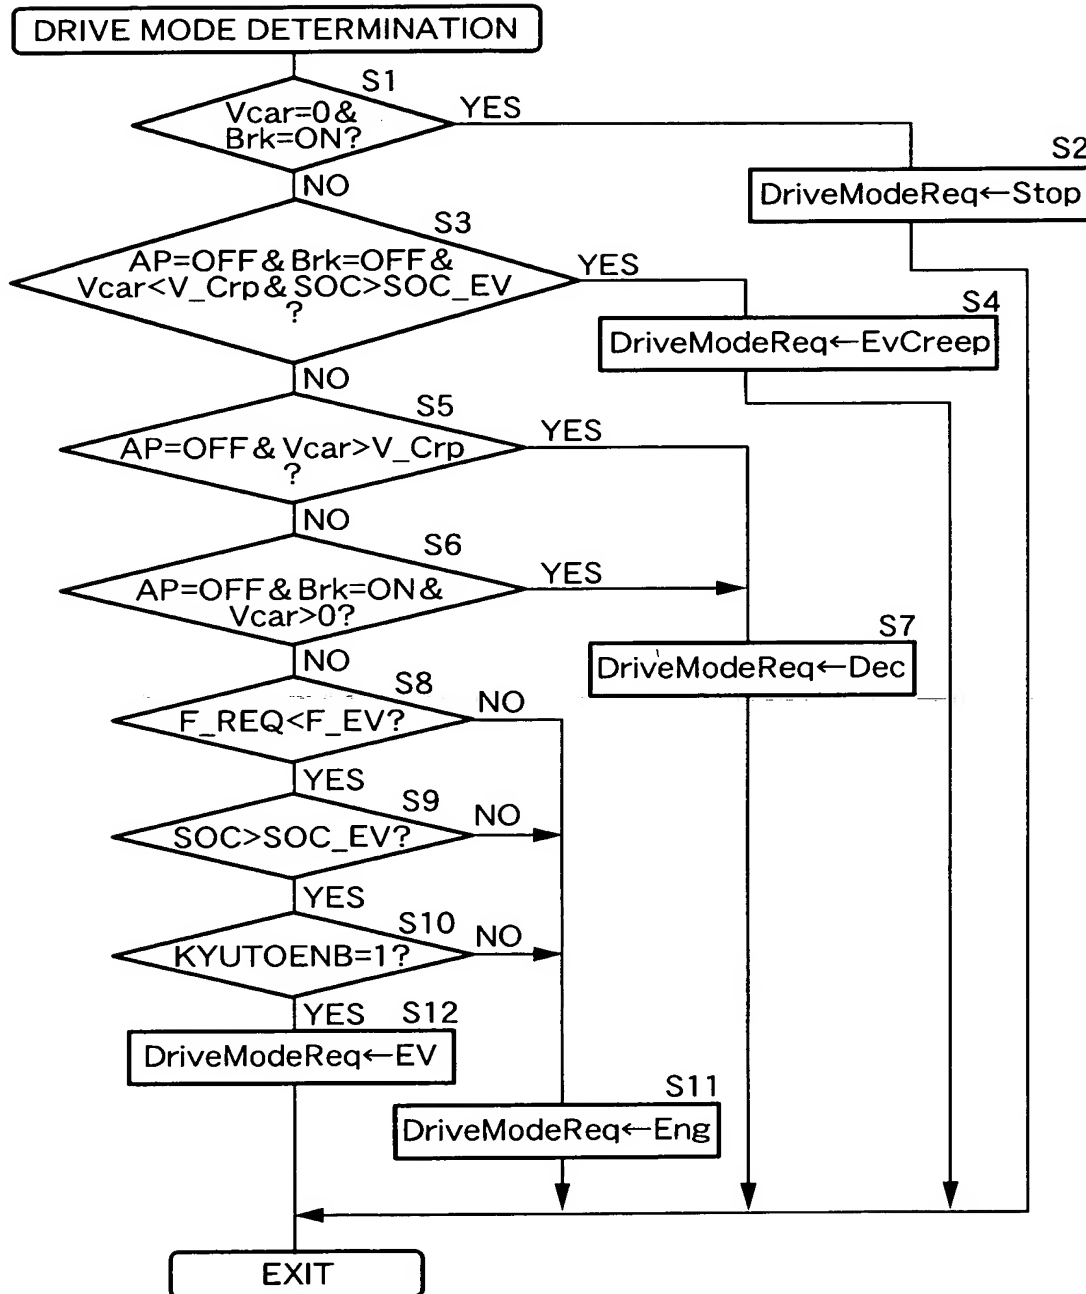 DRIVE MODE DETERMINATION
S1
Vcar=0&
Brk=ON?
YES
S2
DriveModeReq←Stop
NO
S3
AP=OFF&Brk=OFF&
Vcar<V_Crp&SOC>SOC_EV
?
YES
S4
DriveModeReq←EvCreep
NO
S5
AP=OFF&Vcar>V_Crp
?
YES
NO
S6
AP=OFF&Brk=ON&
Vcar>0?
YES
S7
DriveModeReq←Dec
NO
S8
F_REQ<F_EV?
NO
YES
S9
SOC>SOC_EV?
NO
YES
S10
KYUTOENB=1?
NO
YES
S12
DriveModeReq←EV
S11
DriveModeReq←Eng
EXIT